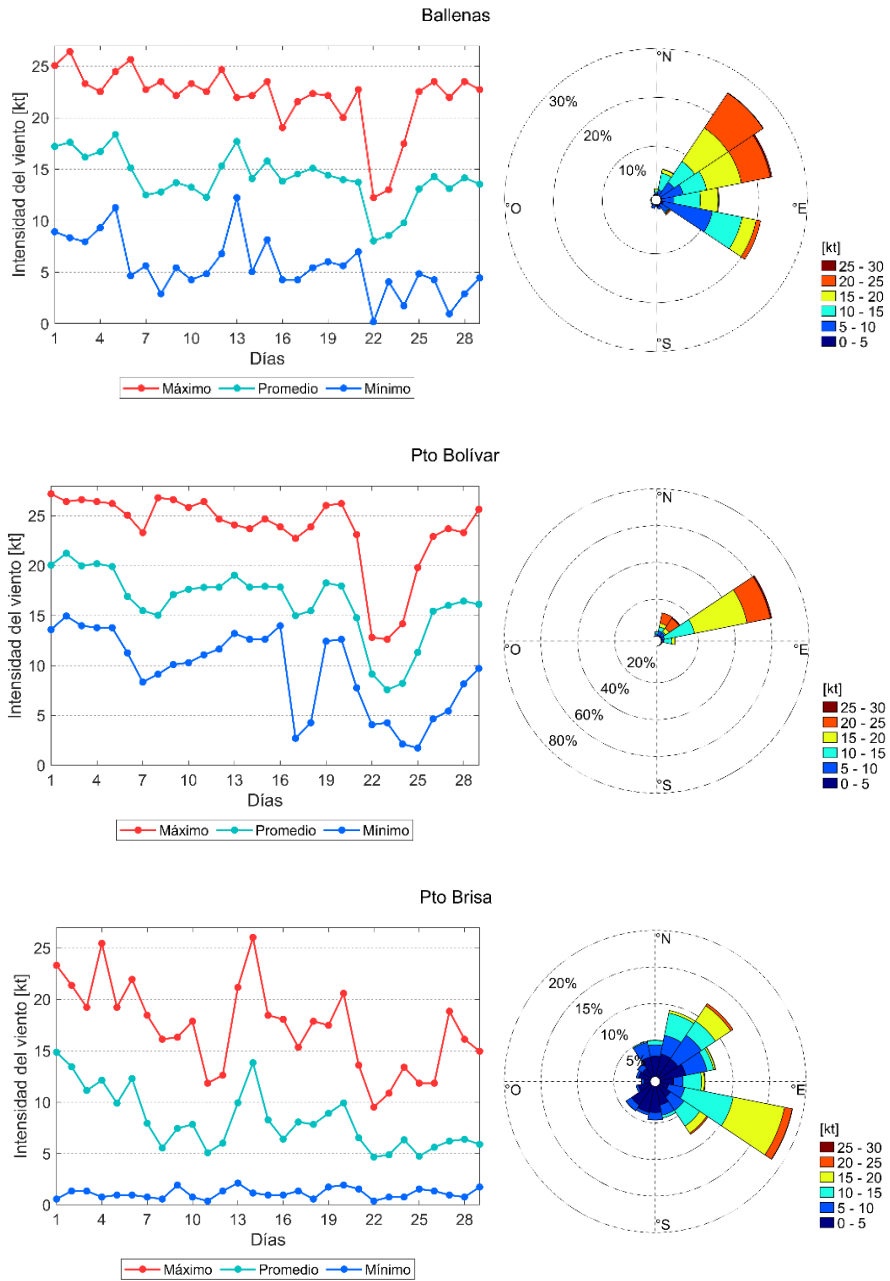 Ballenas
Intensidad del viento [kt]
25
20
15
10
5
0
1 4 7 10 13 16 19 22 25 28
Días
Máximo Promedio Mínimo
°N
30%
20%
10%
°O
°E
°S
[kt]
25 - 30
20 - 25
15 - 20
10 - 15
5 - 10
0 - 5
Pto Bolívar
Intensidad del viento [kt]
25
20
15
10
5
0
1 4 7 10 13 16 19 22 25 28
Días
Máximo Promedio Mínimo
°N
°O
°E
20%
40%
60%
80%
°S
[kt]
25 - 30
20 - 25
15 - 20
10 - 15
5 - 10
0 - 5
Pto Brisa
Intensidad del viento [kt]
25
20
15
10
5
0
1 4 7 10 13 16 19 22 25 28
Días
Máximo Promedio Mínimo
°N
20%
15%
10%
5%
°O
°E
°S
[kt]
25 - 30
20 - 25
15 - 20
10 - 15
5 - 10
0 - 5